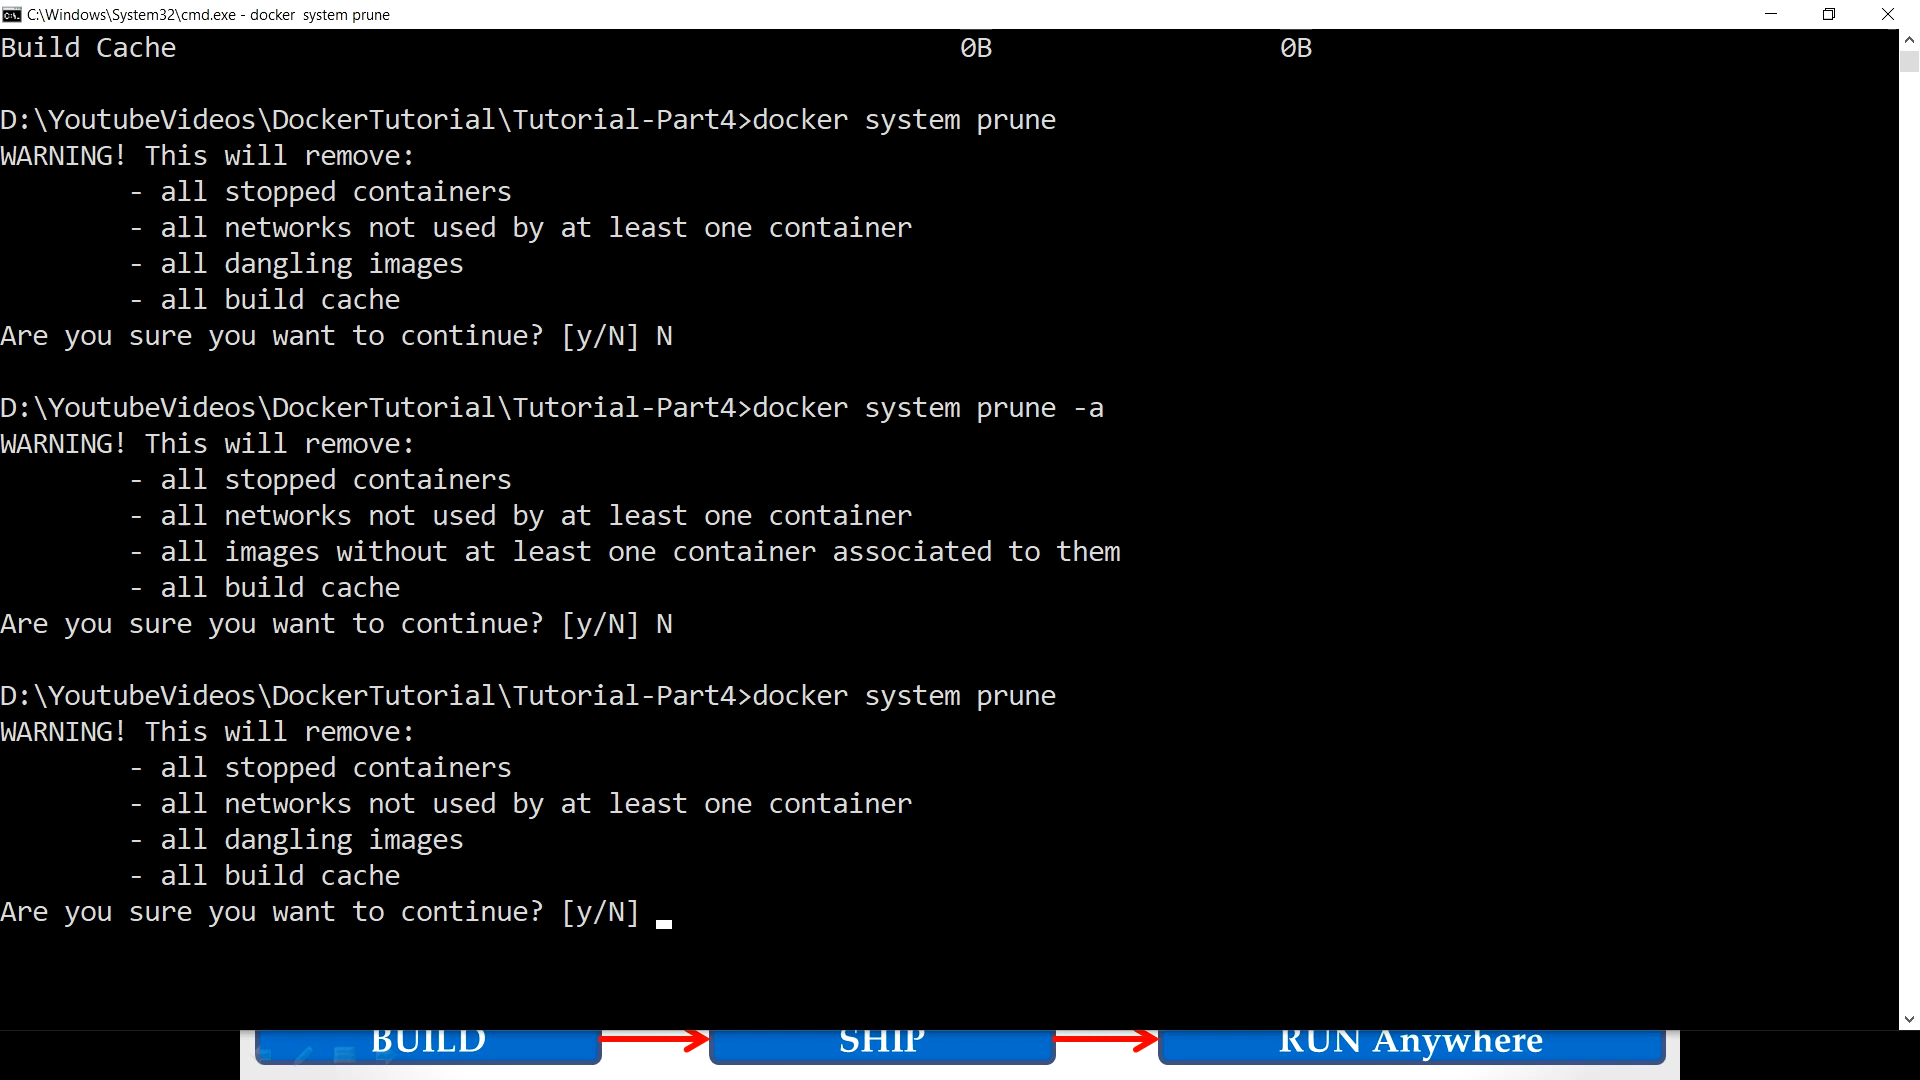 C:\Windows\System32\cmd.exe - docker  system prune
Build Cache                                                 0B                  0B
D:\YoutubeVideos\DockerTutorial\Tutorial-Part4>docker system prune
WARNING! This will remove:
        - all stopped containers
        - all networks not used by at least one container
        - all dangling images
        - all build cache
Are you sure you want to continue? [y/N] N
D:\YoutubeVideos\DockerTutorial\Tutorial-Part4>docker system prune -a
WARNING! This will remove:
        - all stopped containers
        - all networks not used by at least one container
        - all images without at least one container associated to them
        - all build cache
Are you sure you want to continue? [y/N] N
D:\YoutubeVideos\DockerTutorial\Tutorial-Part4>docker system prune
WARNING! This will remove:
        - all stopped containers
        - all networks not used by at least one container
        - all dangling images
        - all build cache
Are you sure you want to continue? [y/N]
BUILD SHIP RUN Anywhere